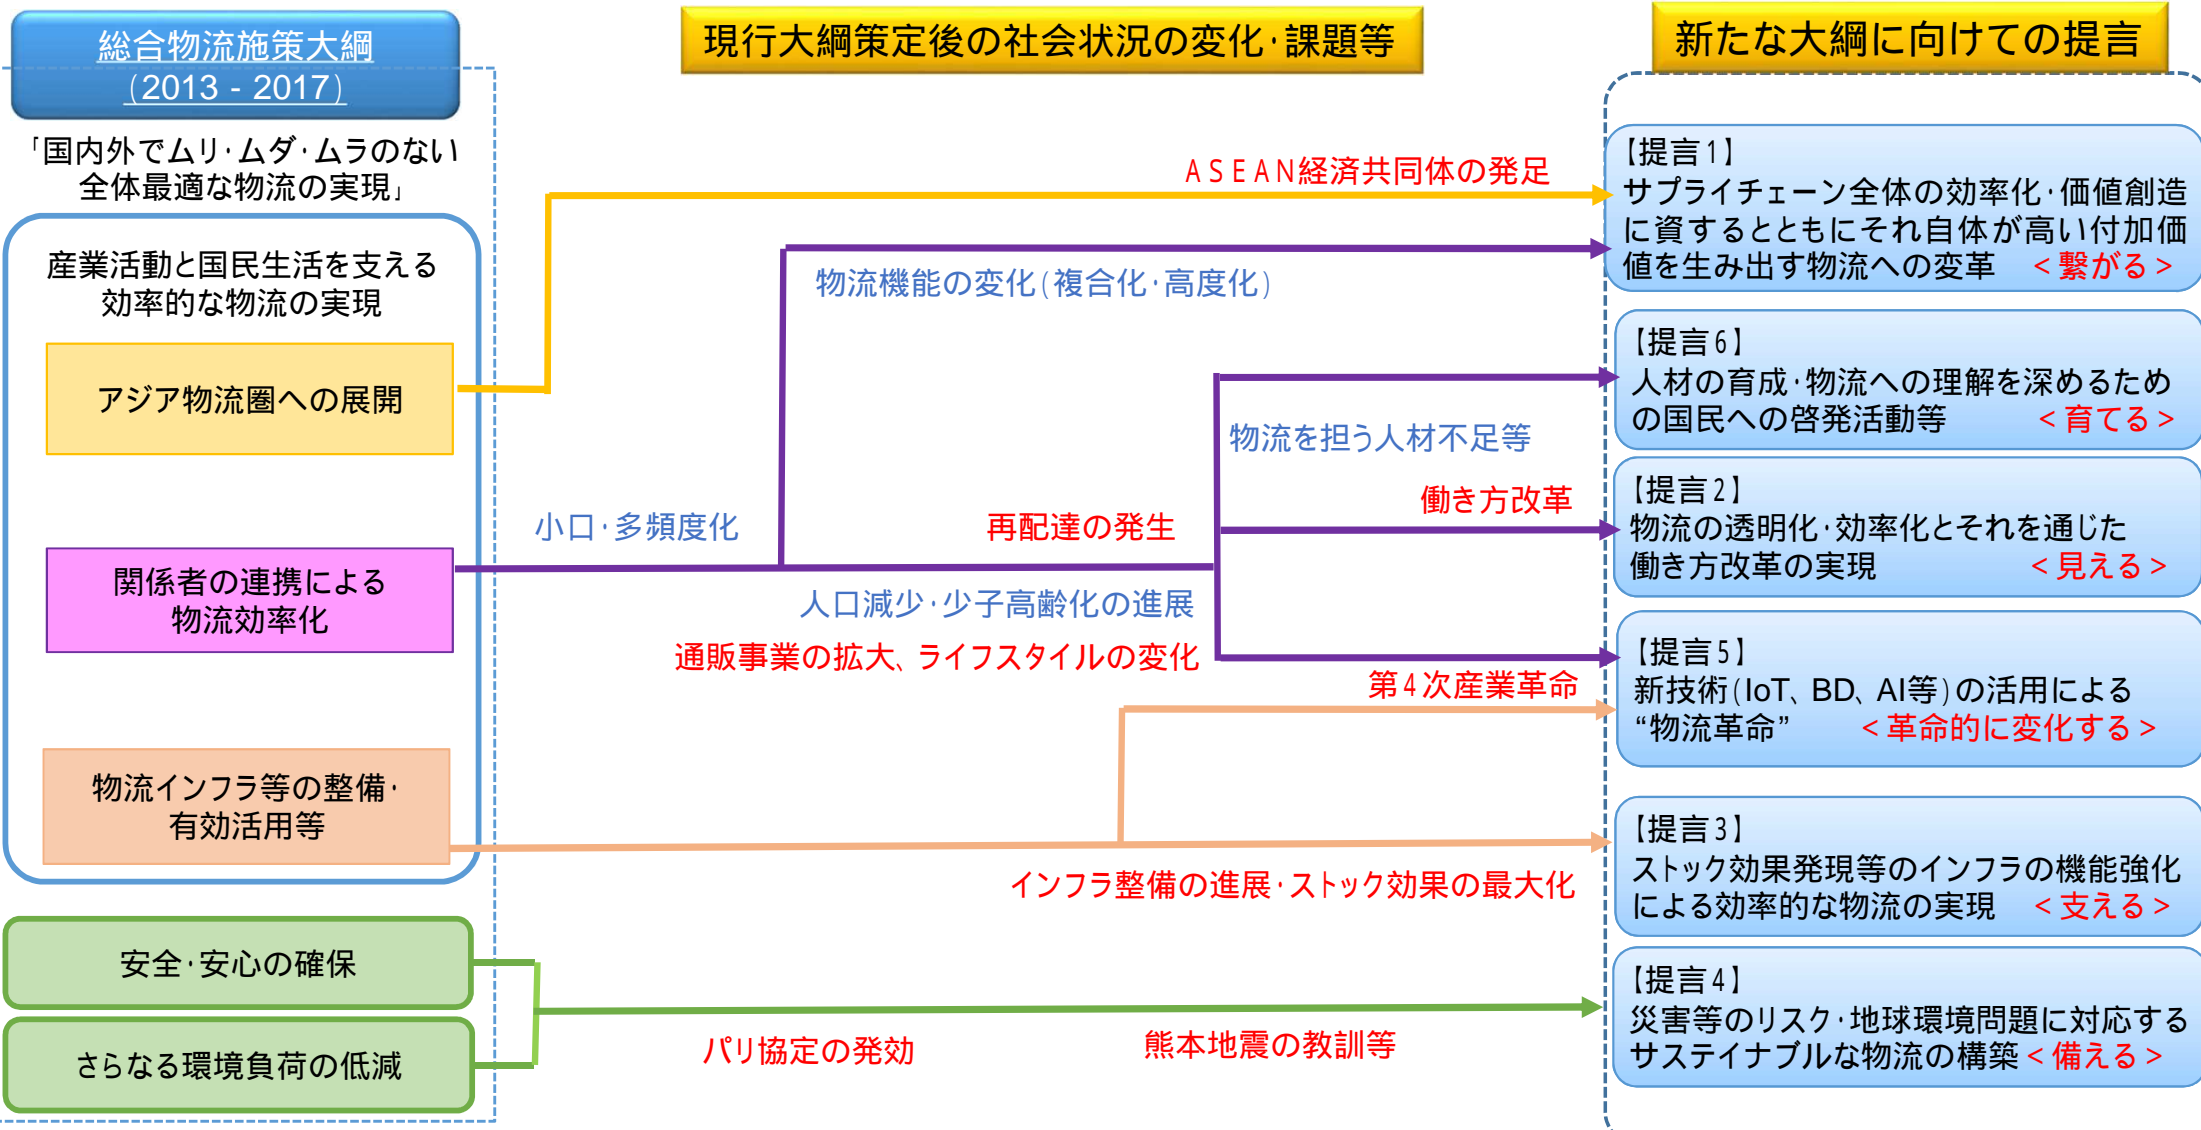 総合物流施策大綱
(2013 - 2017)
「国内外でムリ・ムダ・ムラのない
全体最適な物流の実現」
産業活動と国民生活を支える
効率的な物流の実現
アジア物流圏への展開
関係者の連携による
物流効率化
物流インフラ等の整備・
有効活用等
安全・安心の確保
さらなる環境負荷の低減
現行大綱策定後の社会状況の変化・課題等
ASEAN経済共同体の発足
物流機能の変化(複合化・高度化)
物流を担う人材不足等
働き方改革
小口・多頻度化
再配達の発生
人口減少・少子高齢化の進展
通販事業の拡大、ライフスタイルの変化
第4次産業革命
インフラ整備の進展・ストック効果の最大化
パリ協定の発効
熊本地震の教訓等
新たな大綱に向けての提言
【提言1】
サプライチェーン全体の効率化・価値創造
に資するとともにそれ自体が高い付加価
値を生み出す物流への変革 <繋がる>
【提言6】
人材の育成・物流への理解を深めるため
の国民への啓発活動等 <育てる>
【提言2】
物流の透明化・効率化とそれを通じた
働き方改革の実現 <見える>
【提言5】
新技術(IoT、BD、AI等)の活用による
“物流革命” <革命的に変化する>
【提言3】
ストック効果発現等のインフラの機能強化
による効率的な物流の実現 <支える>
【提言4】
災害等のリスク・地球環境問題に対応する
サステイナブルな物流の構築<備える>